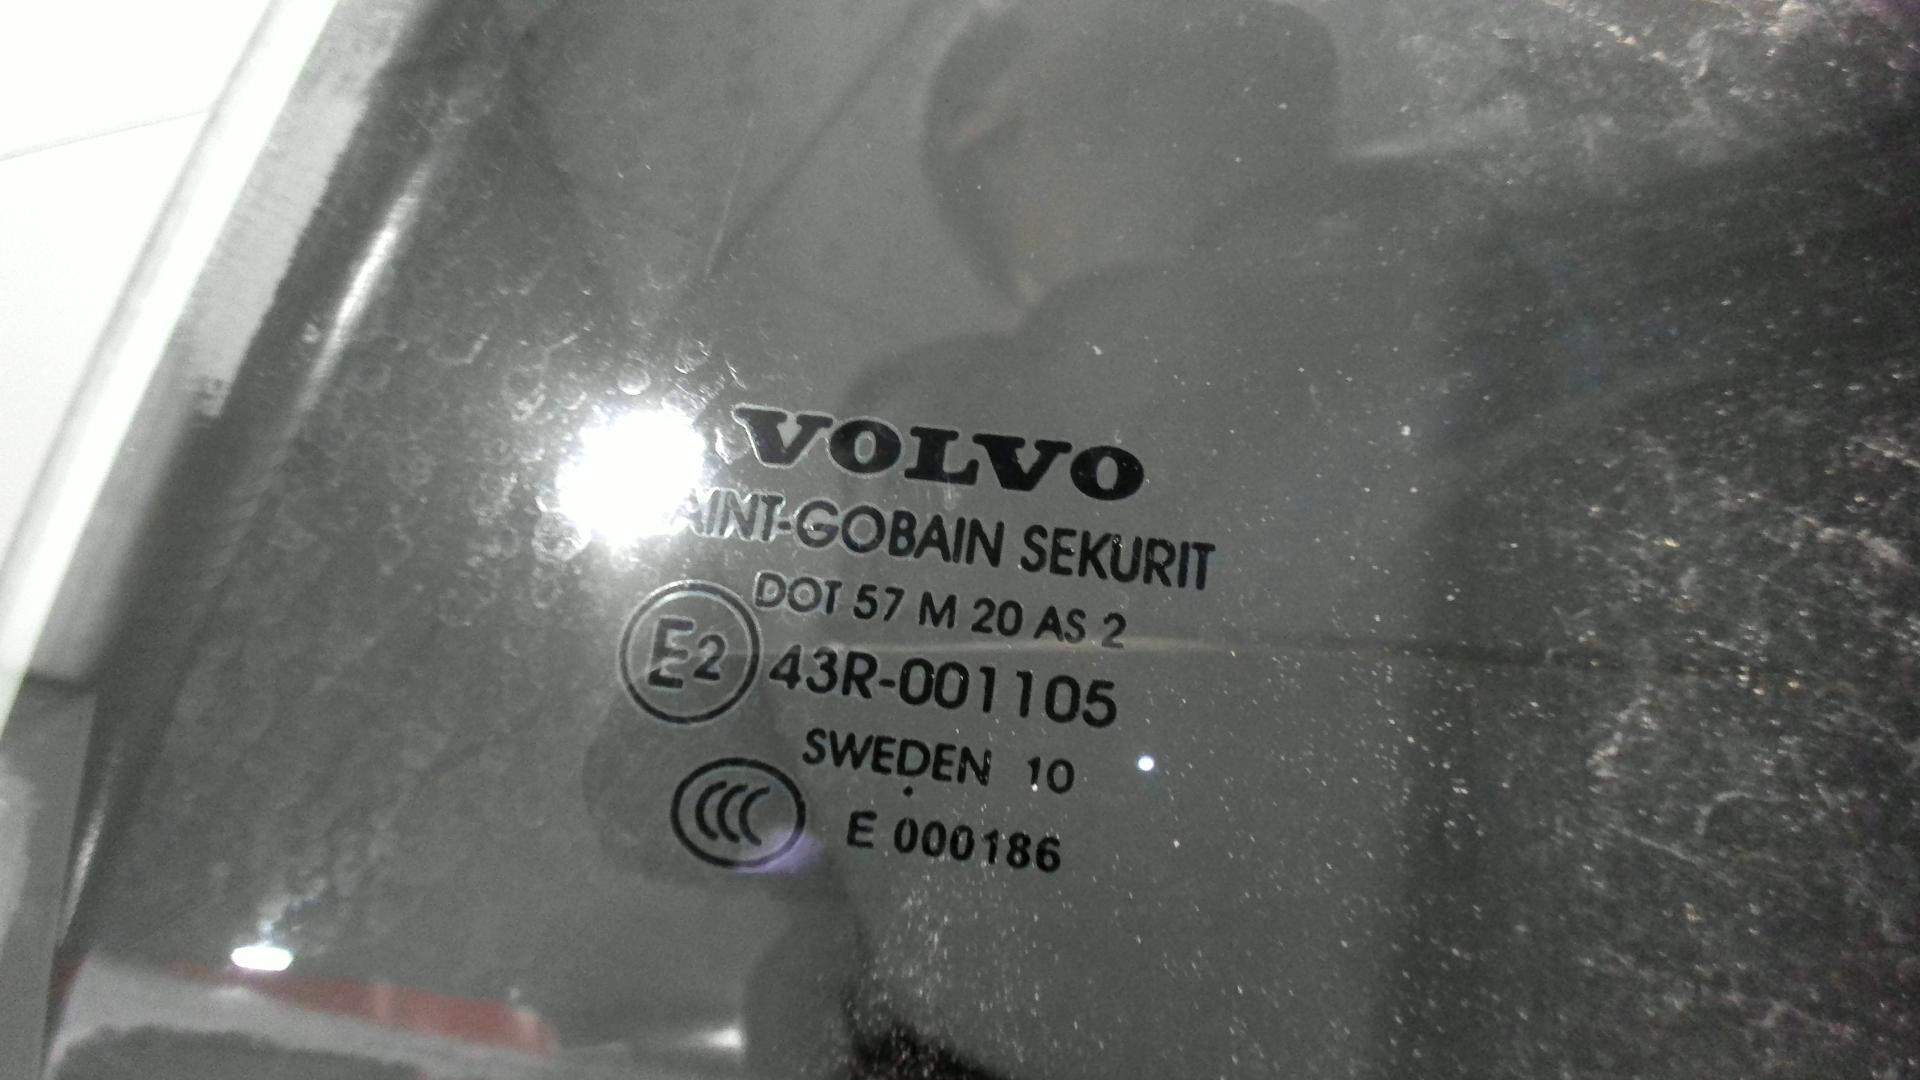 VOLVO
SAINT-GOBAIN SEKURIT
DOT 57 M 20 AS 2
E2 43R-001105
SWEDEN 10
CCC E 000186